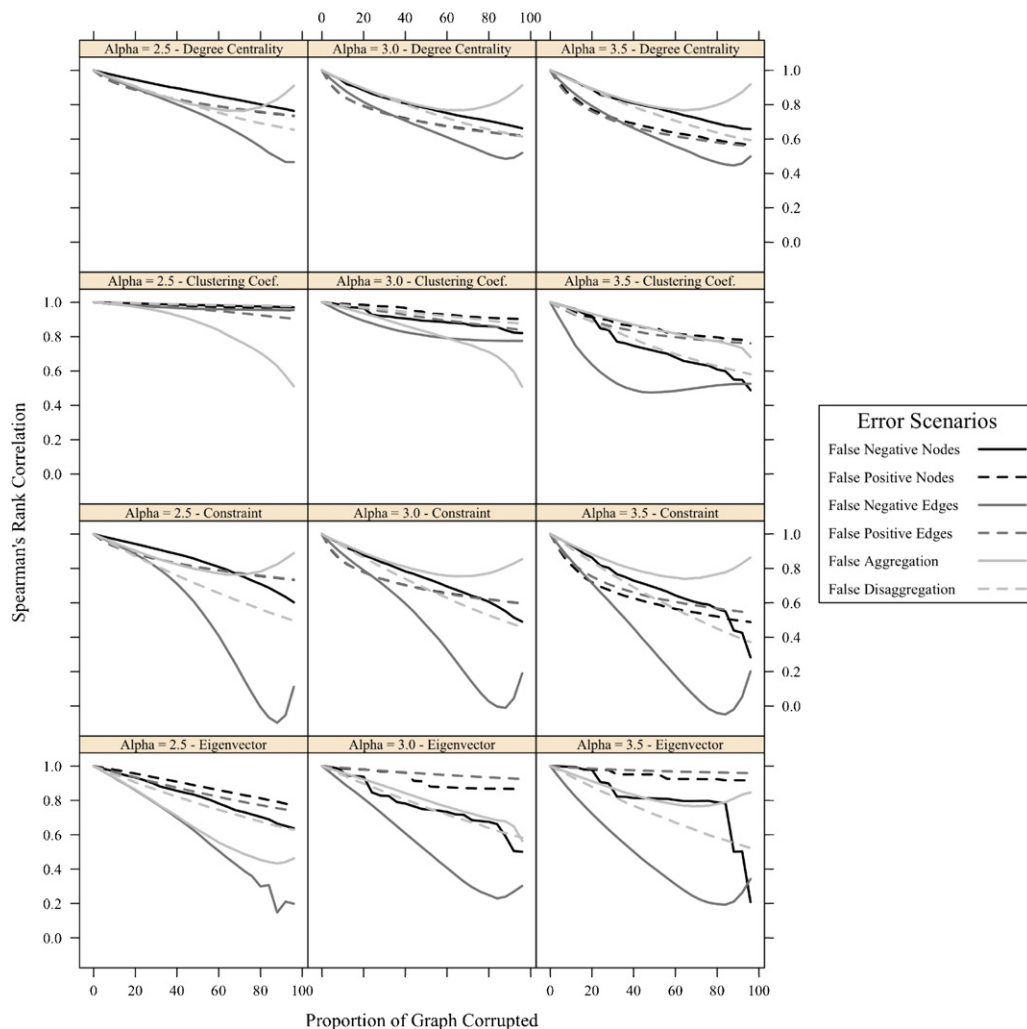 0 20 40 60 80 100
Alpha = 2.5 - Degree Centrality
Alpha = 3.0 - Degree Centrality
Alpha = 3.5 - Degree Centrality
1.0
0.8
0.6
0.4
0.2
0.0
Alpha = 2.5 - Clustering Coef.
Alpha = 3.0 - Clustering Coef.
Alpha = 3.5 - Clustering Coef.
1.0
0.8
0.6
0.4
0.2
0.0
Alpha = 2.5 - Constraint
Alpha = 3.0 - Constraint
Alpha = 3.5 - Constraint
1.0
0.8
0.6
0.4
0.2
0.0
Alpha = 2.5 - Eigenvector
Alpha = 3.0 - Eigenvector
Alpha = 3.5 - Eigenvector
1.0
0.8
0.6
0.4
0.2
0.0
0 20 40 60 80 100
0 20 40 60 80 100
Spearman's Rank Correlation
Proportion of Graph Corrupted
Error Scenarios
False Negative Nodes
False Positive Nodes
False Negative Edges
False Positive Edges
False Aggregation
False Disaggregation